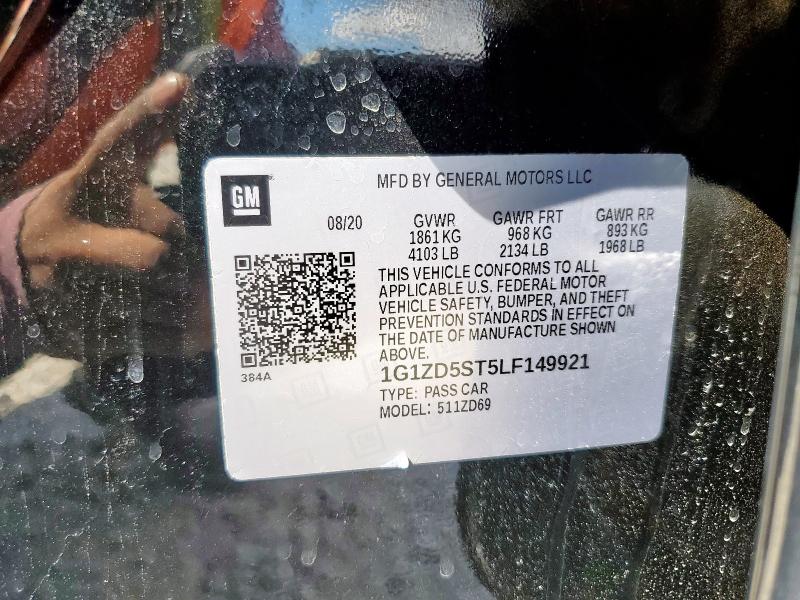 GM
MFD BY GENERAL MOTORS LLC
08/20
GVWR GAWR FRT GAWR RR
1861 KG 968 KG 893 KG
4103 LB 2134 LB 1968 LB
THIS VEHICLE CONFORMS TO ALL
APPLICABLE U.S. FEDERAL MOTOR
VEHICLE SAFETY, BUMPER, AND THEFT
PREVENTION STANDARDS IN EFFECT ON
THE DATE OF MANUFACTURE SHOWN
ABOVE.
384A
1G1ZD5ST5LF149921
TYPE: PASS CAR
MODEL: 511ZD69